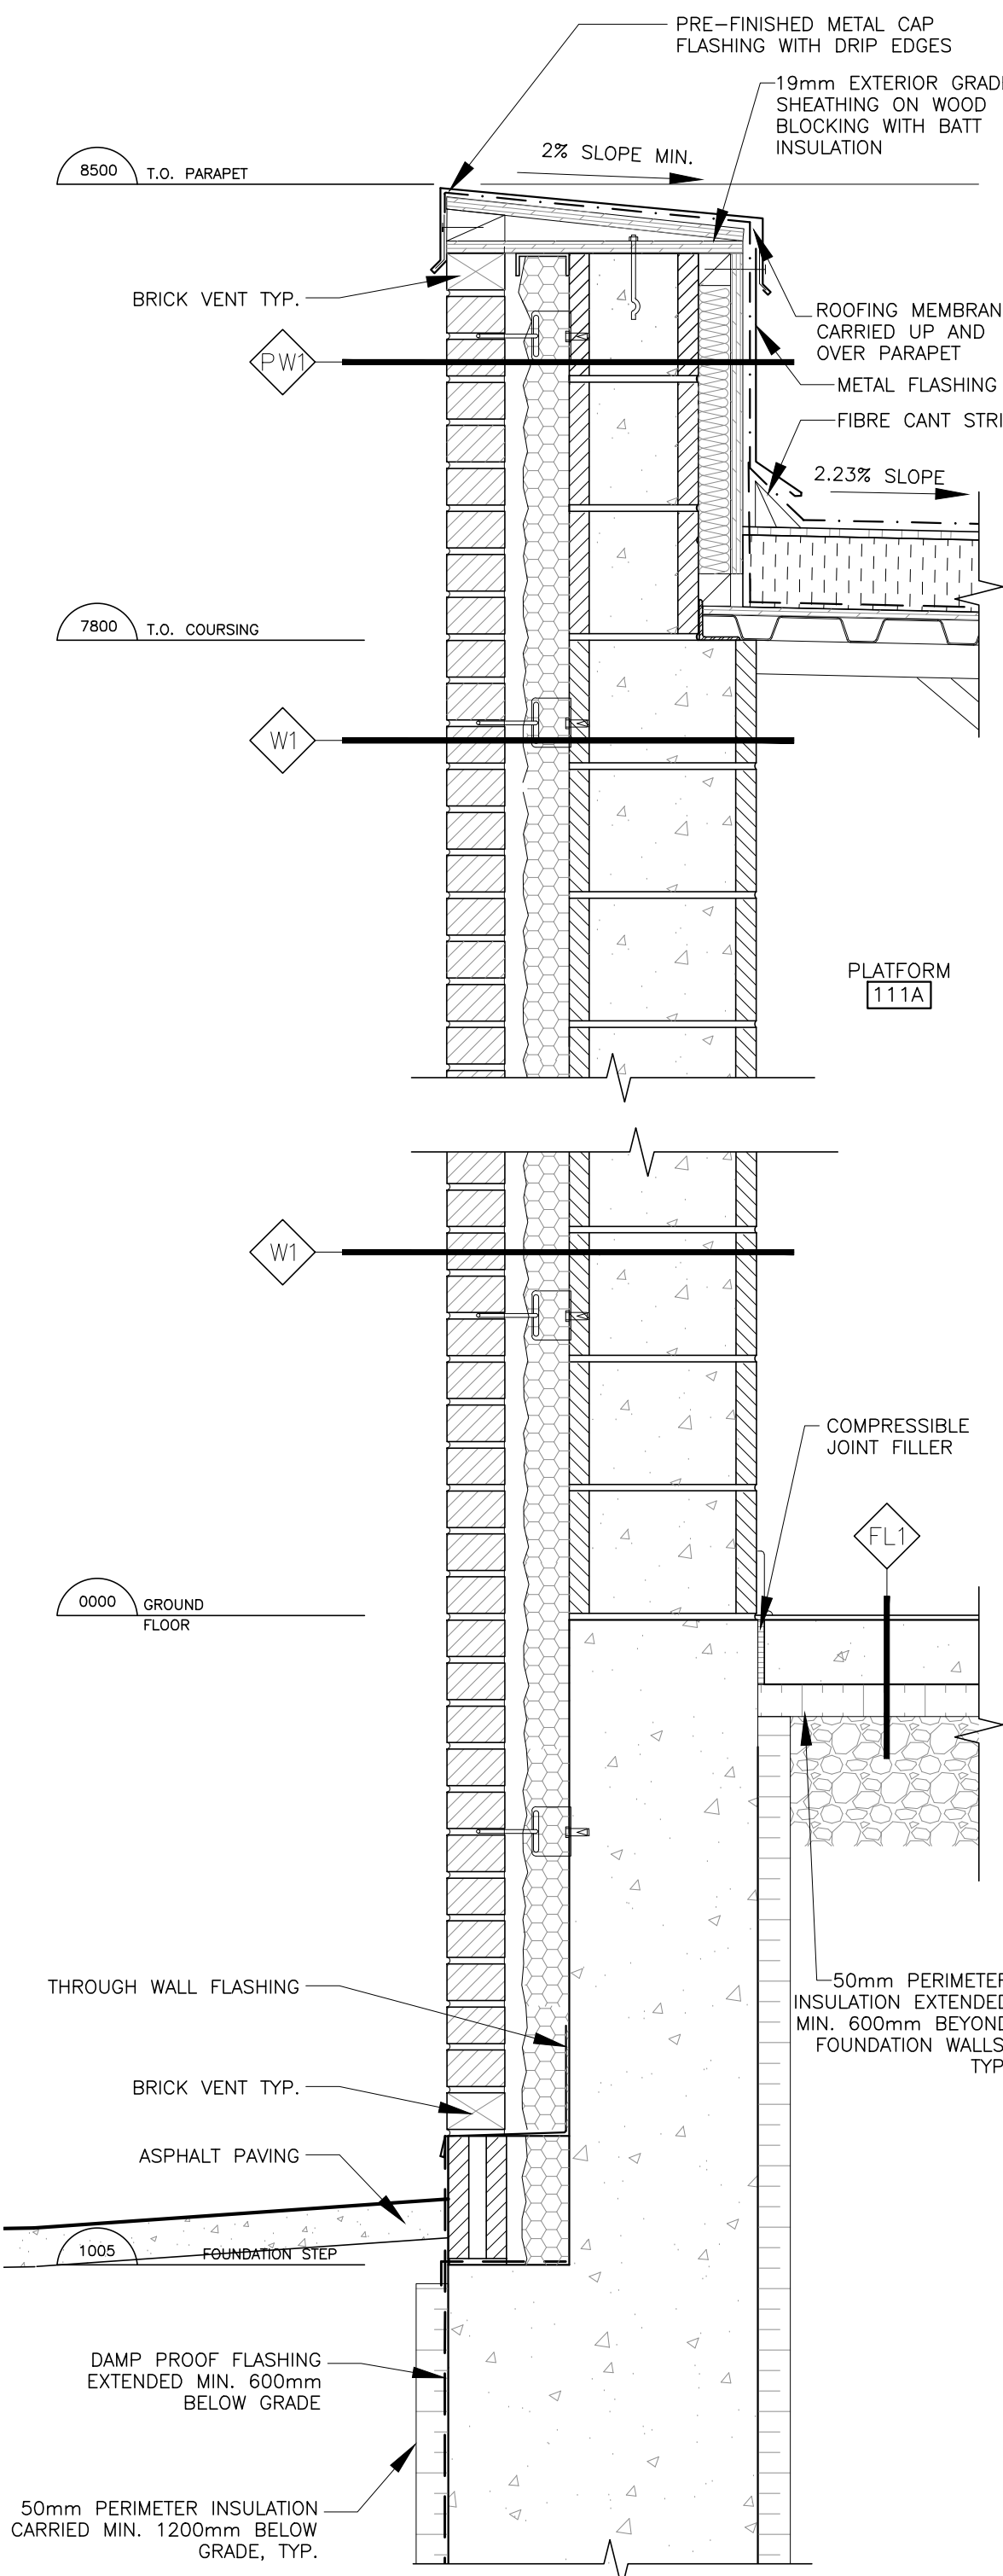 PRE-FINISHED METAL CAP
FLASHING WITH DRIP EDGES
19mm EXTERIOR GRADE
SHEATHING ON WOOD
BLOCKING WITH BATT
INSULATION
2% SLOPE MIN.
8500 T.O. PARAPET
BRICK VENT TYP.
ROOFING MEMBRAN
CARRIED UP AND
OVER PARAPET
PW1
METAL FLASHING
FIBRE CANT STRI
2.23% SLOPE
7800 T.O. COURSING
W1
PLATFORM
111A
W1
COMPRESSIBLE
JOINT FILLER
FL1
0000 GROUND
FLOOR
THROUGH WALL FLASHING
50mm PERIMETER
INSULATION EXTENDED
MIN. 600mm BEYOND
FOUNDATION WALLS,
TYP
BRICK VENT TYP.
ASPHALT PAVING
1005 FOUNDATION STEP
DAMP PROOF FLASHING
EXTENDED MIN. 600mm
BELOW GRADE
50mm PERIMETER INSULATION
CARRIED MIN. 1200mm BELOW
GRADE, TYP.